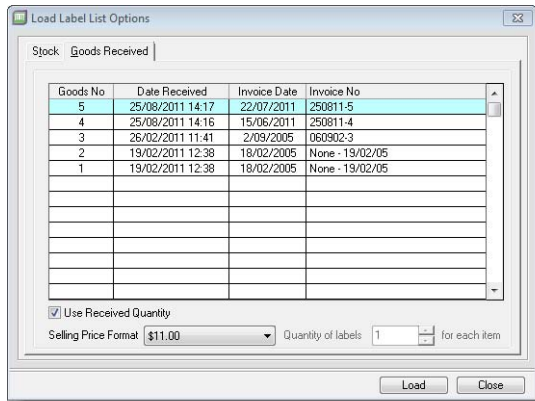 Load Label List Options
Stock Goods Received
Goods No Date Received Invoice Date Invoice No
5 25/08/2011 14:17 22/07/2011 250811-5
4 25/08/2011 14:16 15/06/2011 250811-4
3 26/02/2011 11:41 2/09/2005 060902-3
2 19/02/2011 12:38 18/02/2005 None - 19/02/05
1 19/02/2011 12:38 18/02/2005 None - 19/02/05
Use Received Quantity
Selling Price Format $11.00 Quantity of labels 1 for each item
Load Close